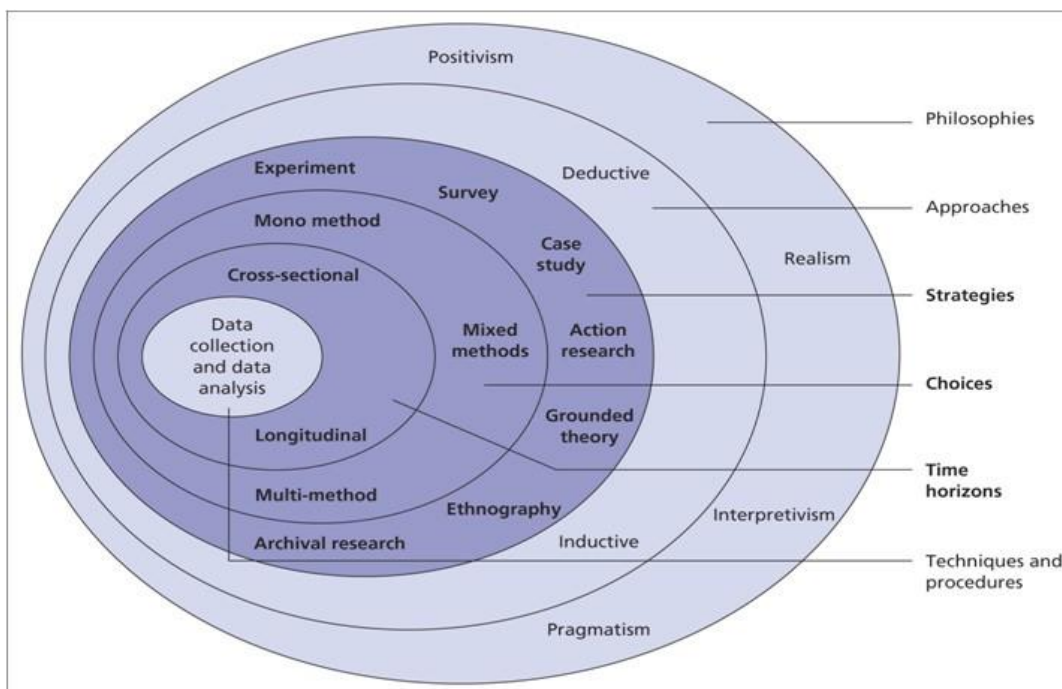 Positivism
Philosophies
Deductive
Approaches
Realism
Experiment
Survey
Mono method
Case
study
Strategies
Cross-sectional
Data
collection
and data
analysis
Mixed
methods
Action
research
Choices
Grounded
theory
Longitudinal
Time
horizons
Multi-method
Ethnography
Interpretivism
Archival research
Inductive
Techniques and
procedures
Pragmatism